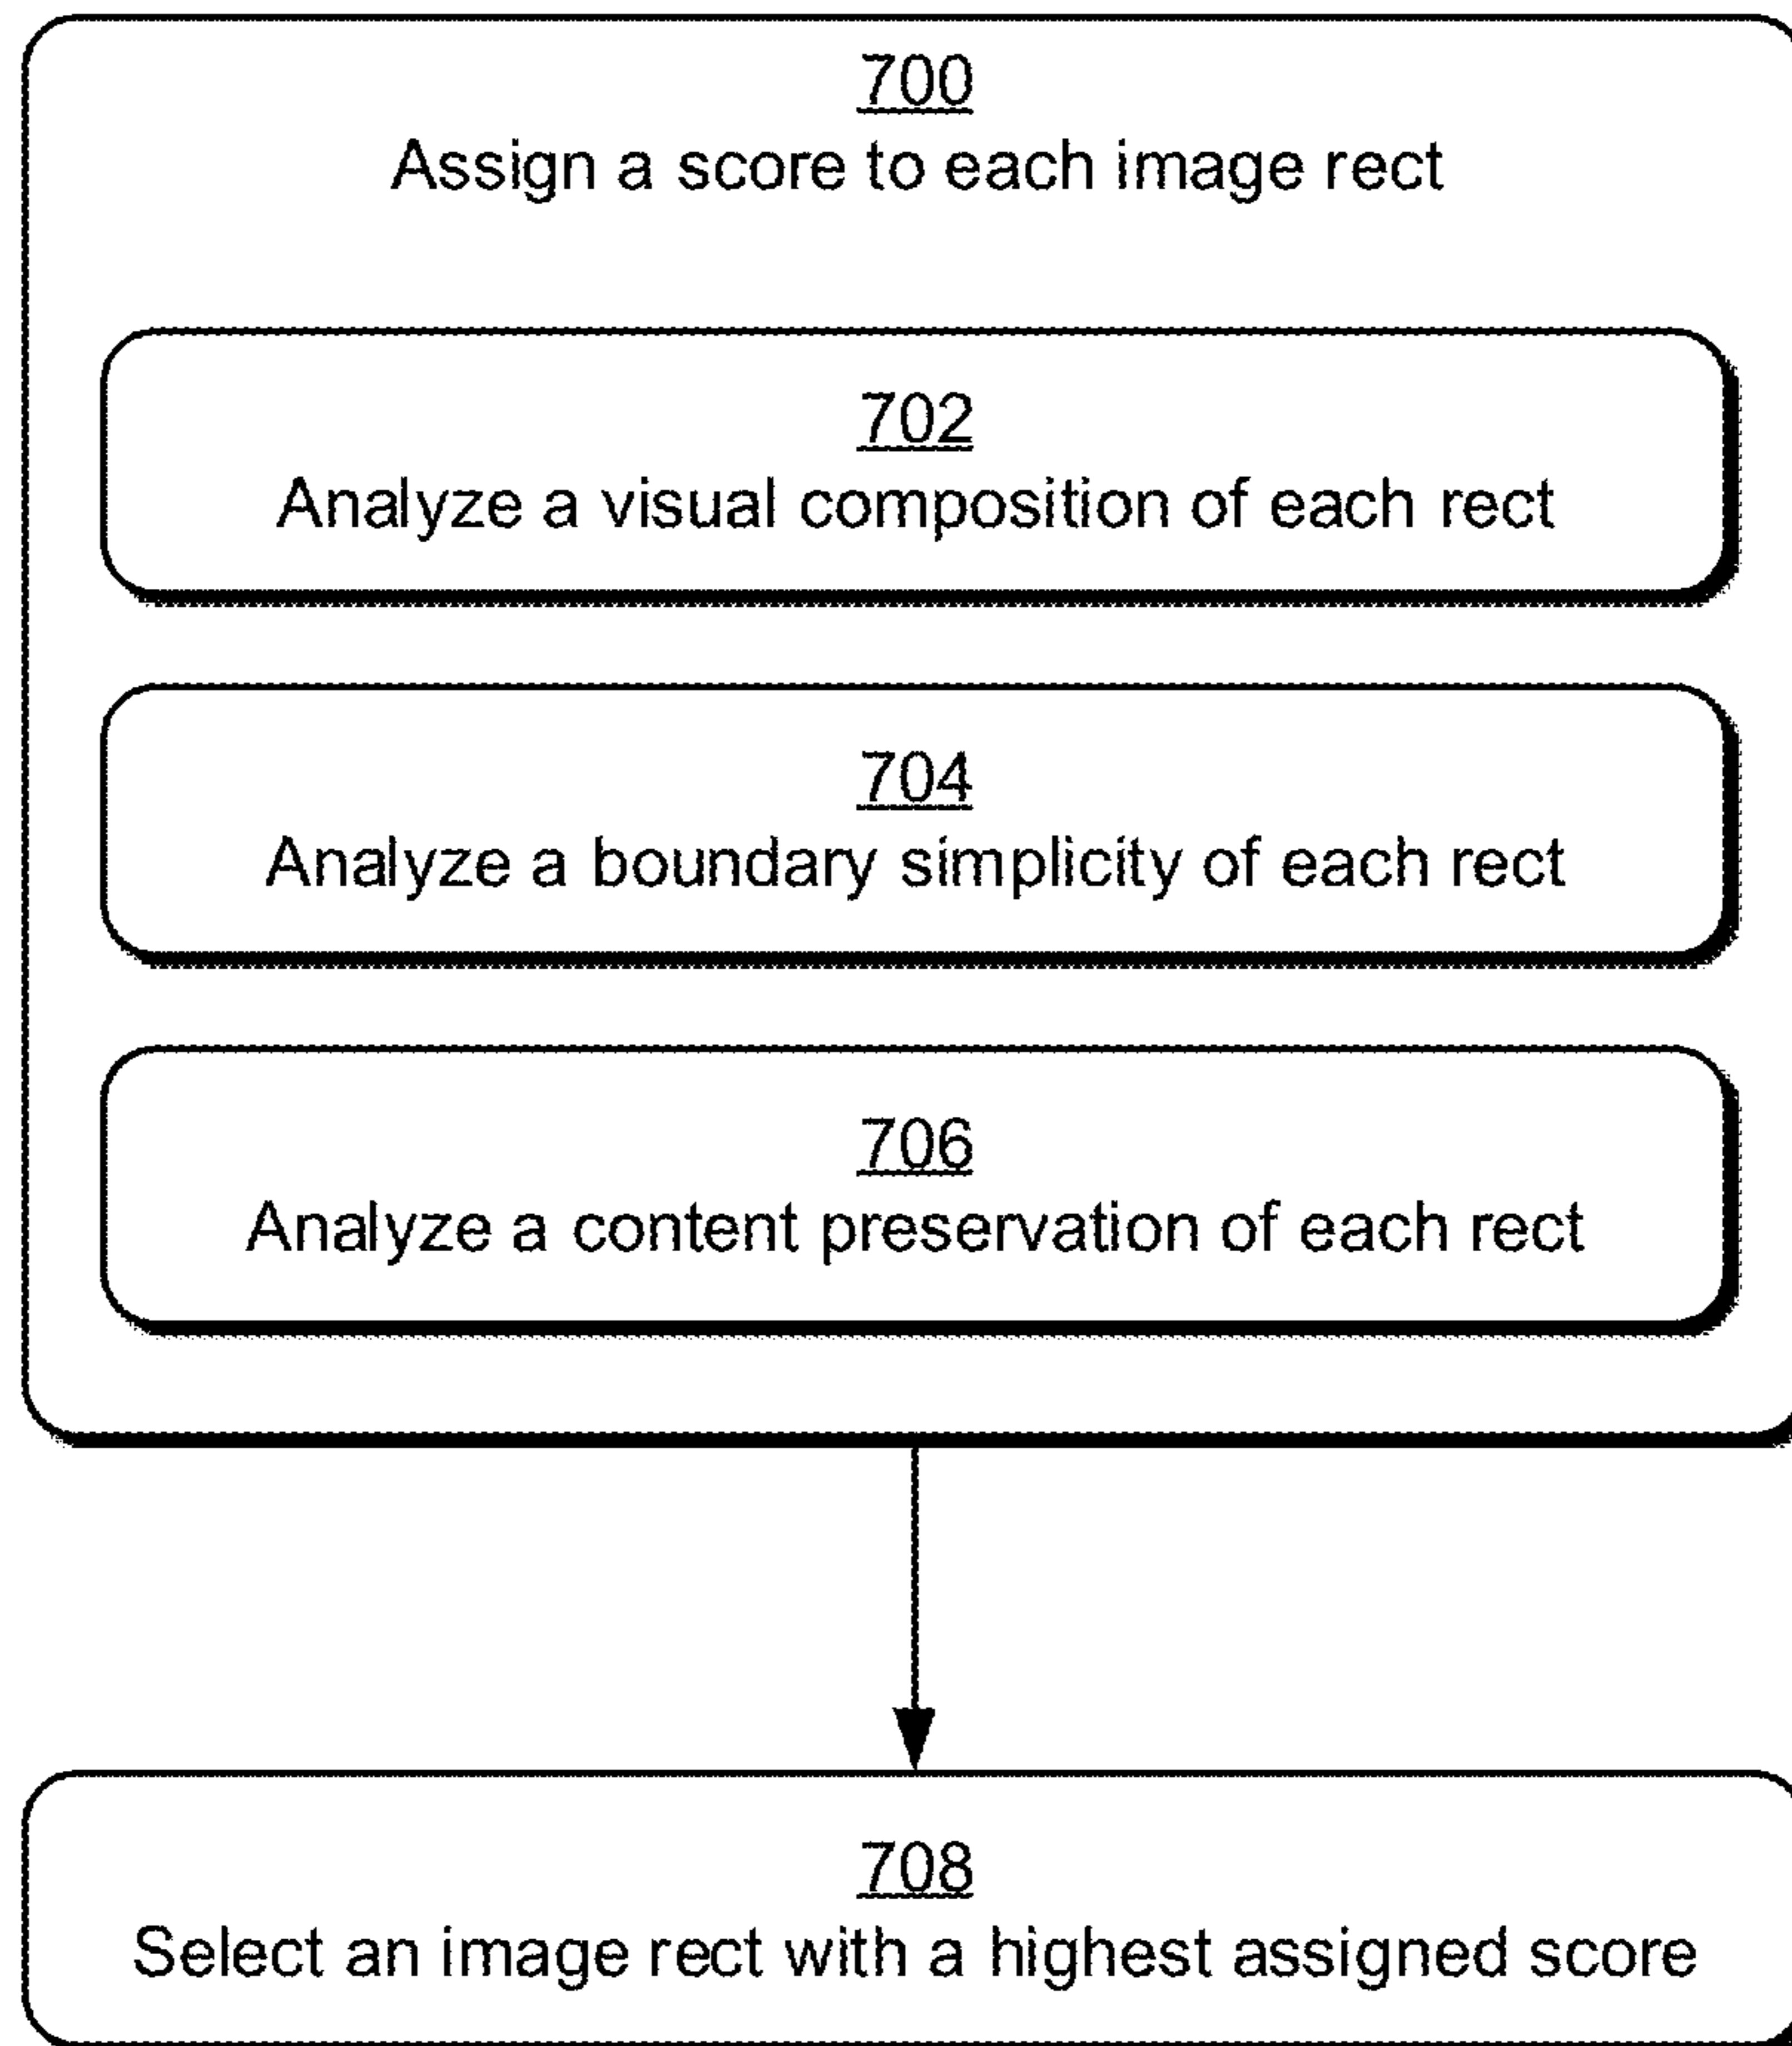 700
Assign a score to each image rect
702
Analyze a visual composition of each rect
704
Analyze a boundary simplicity of each rect
706
Analyze a content preservation of each rect
708
Select an image rect with a highest assigned score